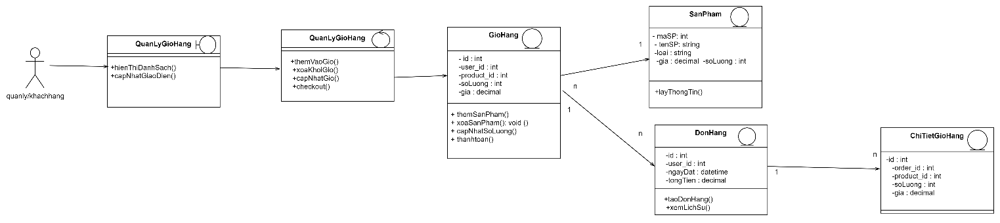 quanly/khachhang
QuanLyGioHang
+hienThiDanhSach()
+capNhatGiaoDIen()
QuanLyGioHang
+themVaoGio()
+xoaKhoIGIo()
+capNhatGio()
+checkout()
GioHang
- id : int
-user_id : int
-product_id : int
-soLuong : int
-gia : decimal
+ themSanPham()
+ xoaSanPham(): void ()
+ capNhatSoLuong()
+ thanhtoan()
n
1
1
n
SanPham
- maSP: int
- tenSP: string
-loai : string
-gia : decimal -soLuong : int
+layThongTin()
DonHang
-id : int
-user_id : int
-ngayDat : datetime
-tongTien : decimal
+taoDonHang()
+xemLichSu()
1
n
ChiTietGioHang
-id : int
-order_id : int
-product_id : int
-soLuong : int
-gia : decimal